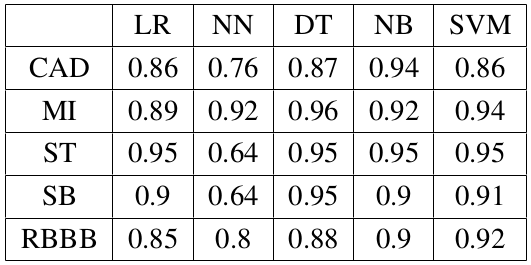 LR NN DT NB SVM
CAD 0.86 0.76 0.87 0.94 0.86
MI 0.89 0.92 0.96 0.92 0.94
ST 0.95 0.64 0.95 0.95 0.95
SB 0.9 0.64 0.95 0.9 0.91
RBBB 0.85 0.8 0.88 0.9 0.92